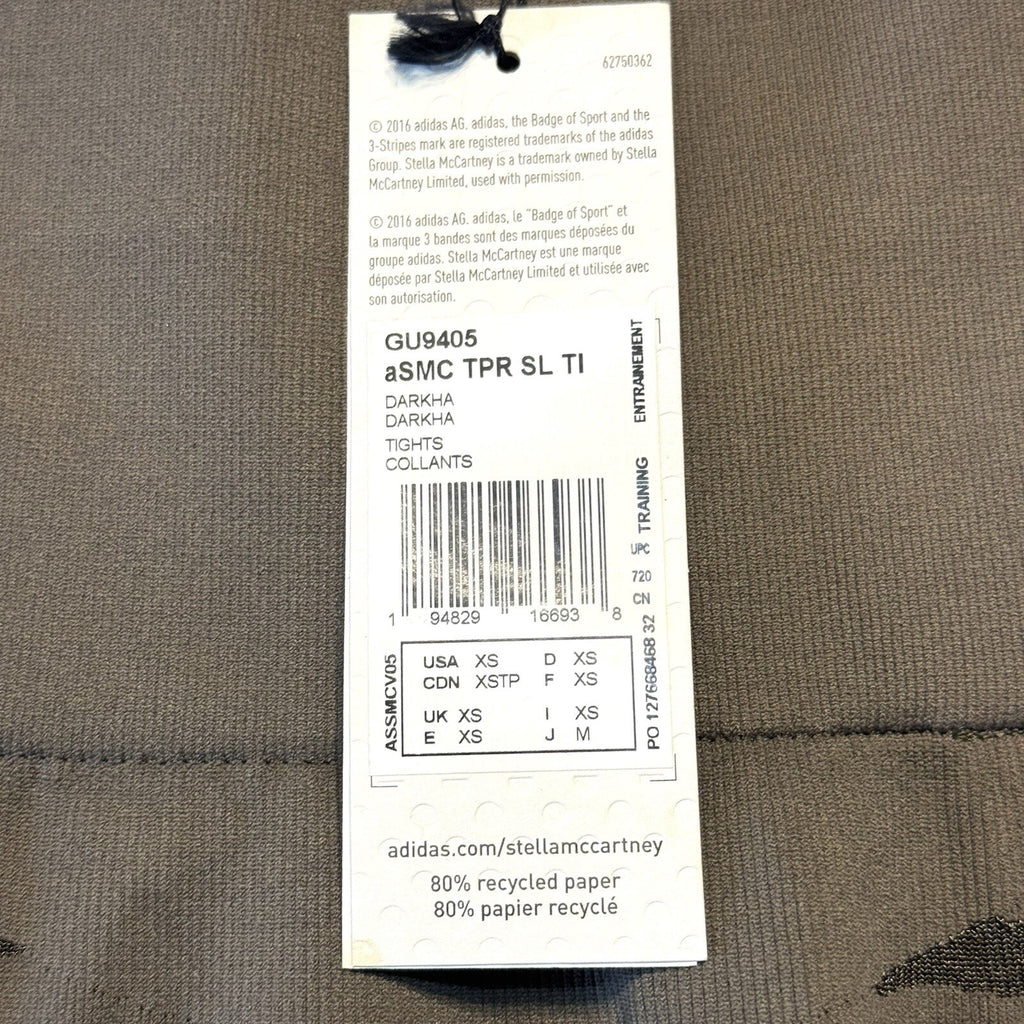 62750362
© 2016 adidas AG. adidas, the Badge of Sport and the
3-Stripes mark are registered trademarks of the adidas
Group. Stella McCartney is a trademark owned by Stella
McCartney Limited, used with permission.
© 2016 adidas AG. adidas, le "Badge of Sport" et
la marque 3 bandes sont des marques déposées du
groupe adidas. Stella McCartney est une marque
déposée par Stella McCartney Limited et utilisée avec
son autorisation.
GU9405
aSMC TPR SL TI
DARKHA
DARKHA
TIGHTS
COLLANTS
ENTRAINEMENT
TRAINING
UPC
720
CN
PO 127668468 32
1 94829 16693 8
ASSMCV05
USA XS D XS
CDN XSTP F XS
UK XS I XS
E XS J M
adidas.com/stellamccartney
80% recycled paper
80% papier recyclé